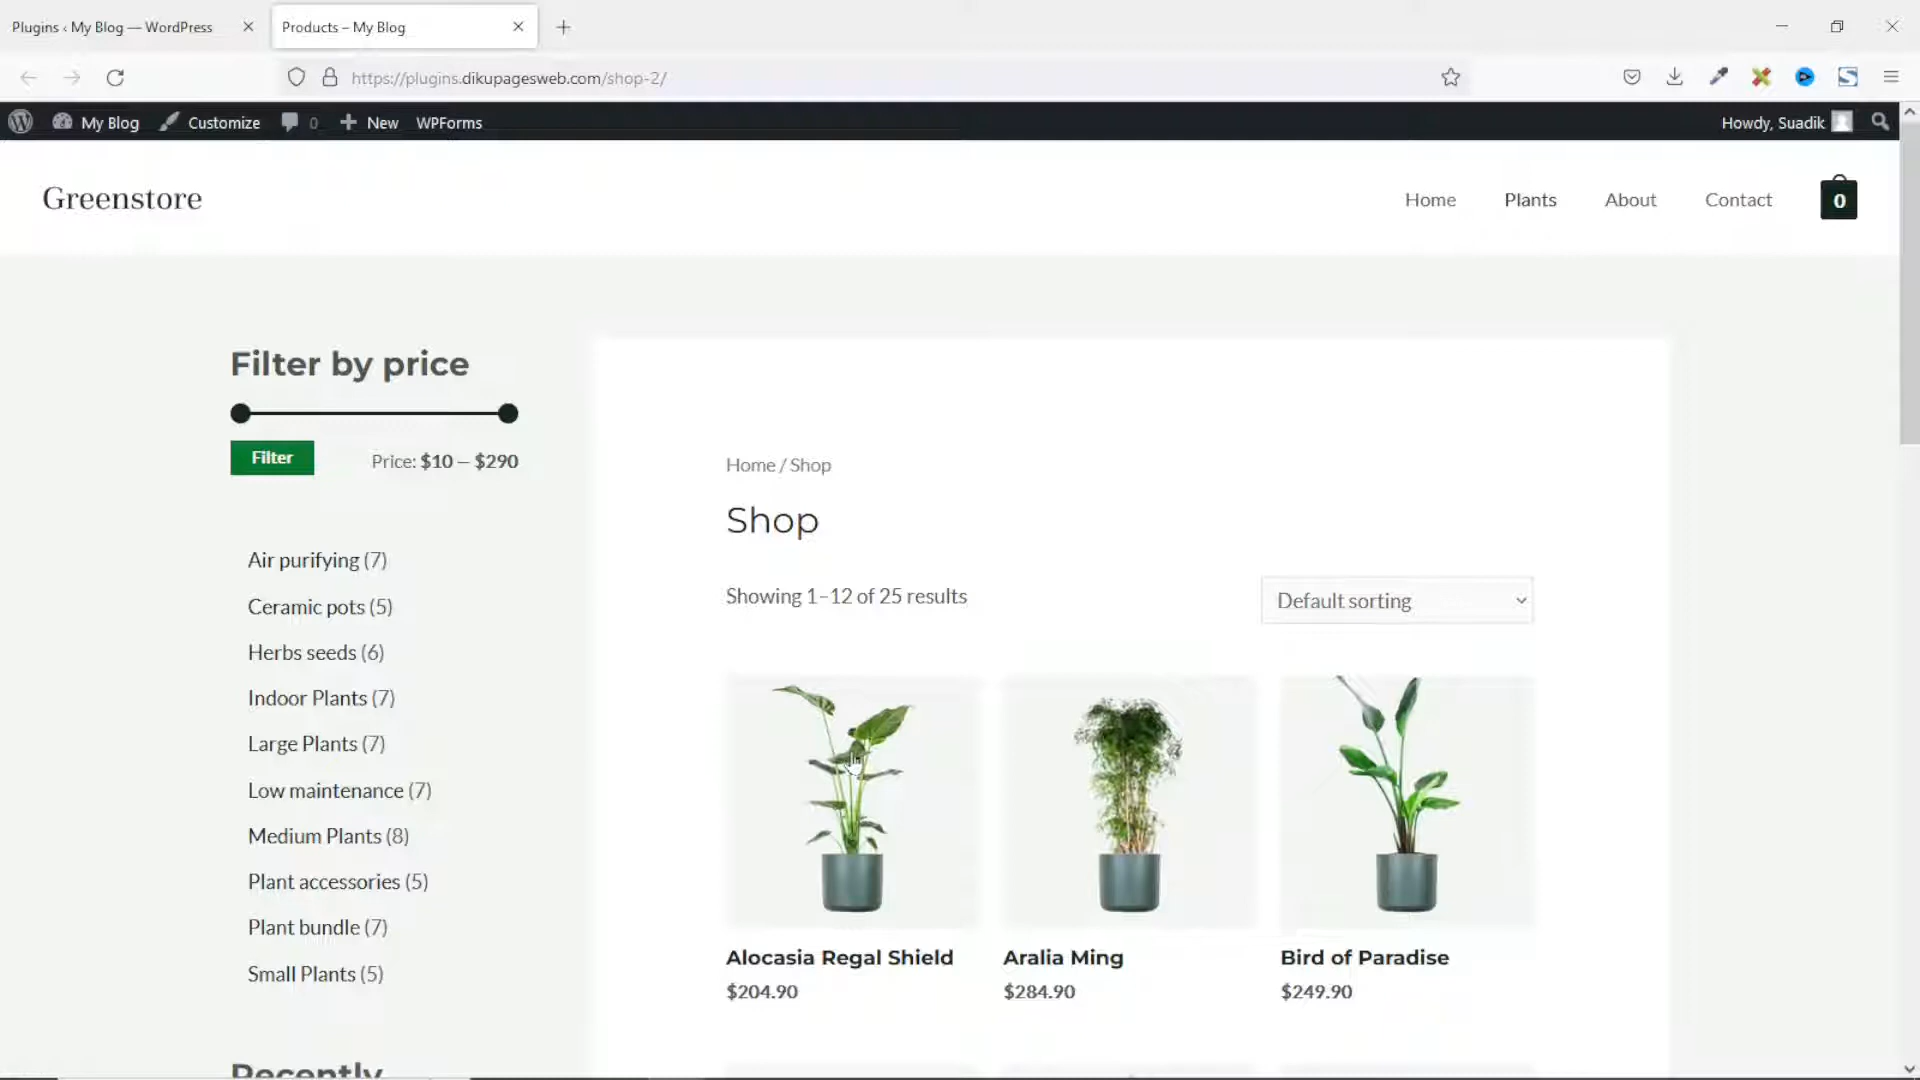 Plugins ‹ My Blog — WordPress
Products – My Blog
https://plugins.dikupagesweb.com/shop-2/
My Blog
Customize
0
New
WPForms
Howdy, Suadik
Greenstore
Home
Plants
About
Contact
0
Filter by price
Filter
Price: $10 — $290
Air purifying (7)
Ceramic pots (5)
Herbs seeds (6)
Indoor Plants (7)
Large Plants (7)
Low maintenance (7)
Medium Plants (8)
Plant accessories (5)
Plant bundle (7)
Small Plants (5)
Recently
Home / Shop
Shop
Showing 1–12 of 25 results
Default sorting
Alocasia Regal Shield
$204.90
Aralia Ming
$284.90
Bird of Paradise
$249.90